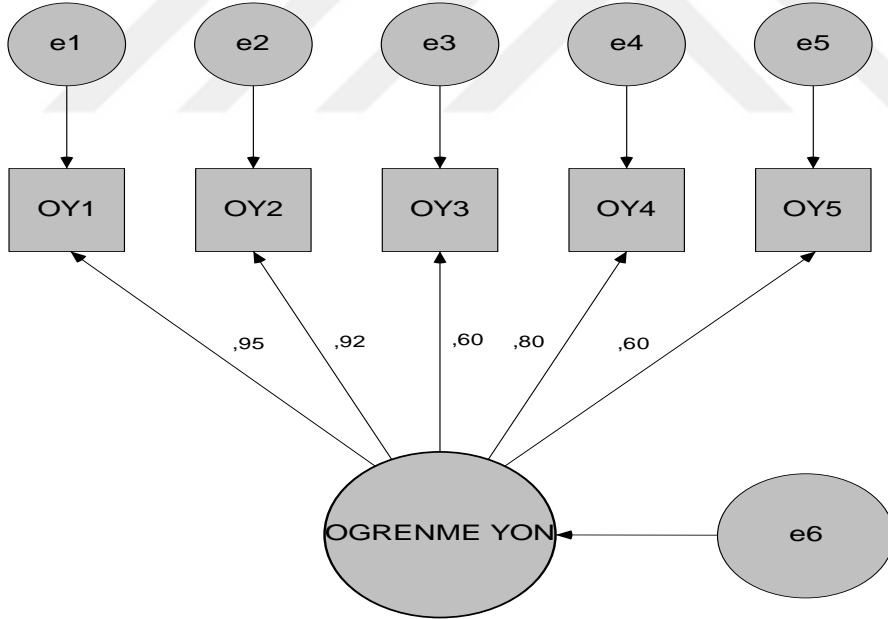 e1 e2 e3 e4 e5
OY1 OY2 OY3 OY4 OY5
,95 ,92 ,60 ,80 ,60
OGRENME YON
e6